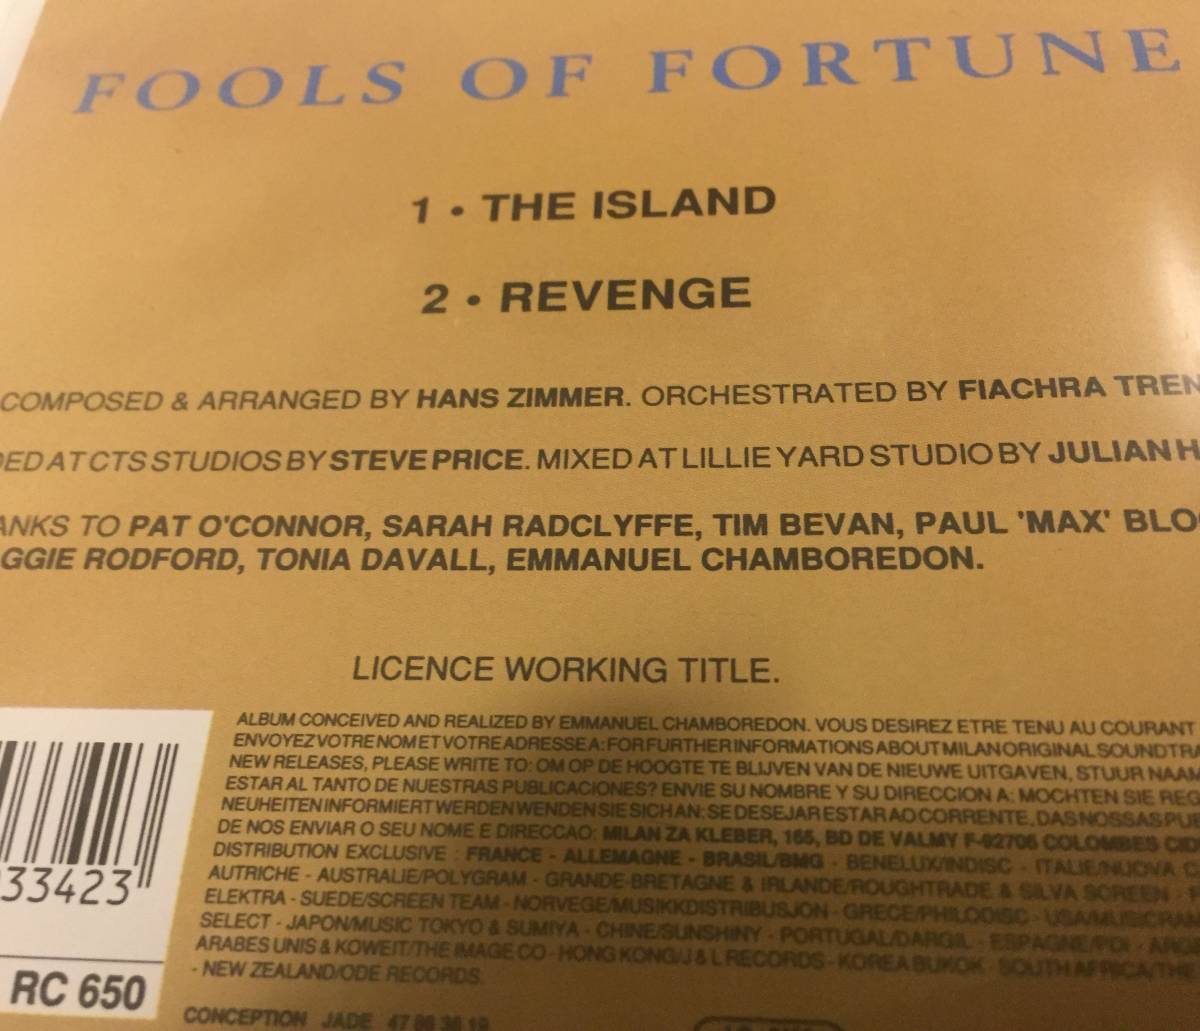 FOOLS OF FORTUNE
1 • THE ISLAND
2 • REVENGE
COMPOSED & ARRANGED BY HANS ZIMMER. ORCHESTRATED BY FIACHRA TREN
DED AT CTS STUDIOS BY STEVE PRICE. MIXED AT LILLIE YARD STUDIO BY JULIAN H
ANKS TO PAT O'CONNOR, SARAH RADCLYFFE, TIM BEVAN, PAUL 'MAX' BLO
GGIE RODFORD, TONIA DAVALL, EMMANUEL CHAMBOREDON.
LICENCE WORKING TITLE.
ALBUM CONCEIVED AND REALIZED BY EMMANUEL CHAMBOREDON. VOUS DESIREZ ETRE TENU AU COURANT
ENVOYEZ VOTRE NOM ET VOTRE ADRESSE A: FOR FURTHER INFORMATIONS ABOUT MILAN ORIGINAL SOUNDTRA
NEW RELEASES, PLEASE WRITE TO: OM OP DE HOOGTE TE BLIJVEN VAN DE NIEUWE UITGAVEN, STUUR NAAM
ESTAR AL TANTO DE NUESTRAS PUBLICACIONES? ENVIE SU NOMBRE Y SU DIRECCION A: MOCHTEN SIE REG
NEUHEITEN INFORMIERT WERDEN WENDEN SIE SICH AN: SE DESEJAR ESTAR AO CORRENTE, DAS NOSSAS PU
DE NOS ENVIAR O SEU NOME E DIRECCAO: MILAN ZA KLEBER, 165, BD DE VALMY F-92706 COLOMBES
DISTRIBUTION EXCLUSIVE : FRANCE - ALLEMAGNE - BRASIL/BMG - BENELUX/INDISC - ITALIE/NUOVA
AUTRICHE - AUSTRALIE/POLYGRAM - GRANDE-BRETAGNE & IRLANDE/ROUGHTRADE & SILVA SCREEN -
ELEKTRA - SUEDE/SCREEN TEAM - NORVEGE/MUSIKKDISTRIBUSJON - GRECE/PHILODISC -
SELECT - JAPON/MUSIC TOKYO & SUMIYA - CHINE/SUNSHINY - PORTUGAL/DARGIL - ESPAGNE/PDI -
ARABES UNIS & KOWEIT/THE IMAGE CO - HONG KONG/J & L RECORDS - KOREA BUKOK - SOUTH AFRICA/THE
- NEW ZEALAND/ODE RECORDS.
33423
RC 650
CONCEPTION JADE